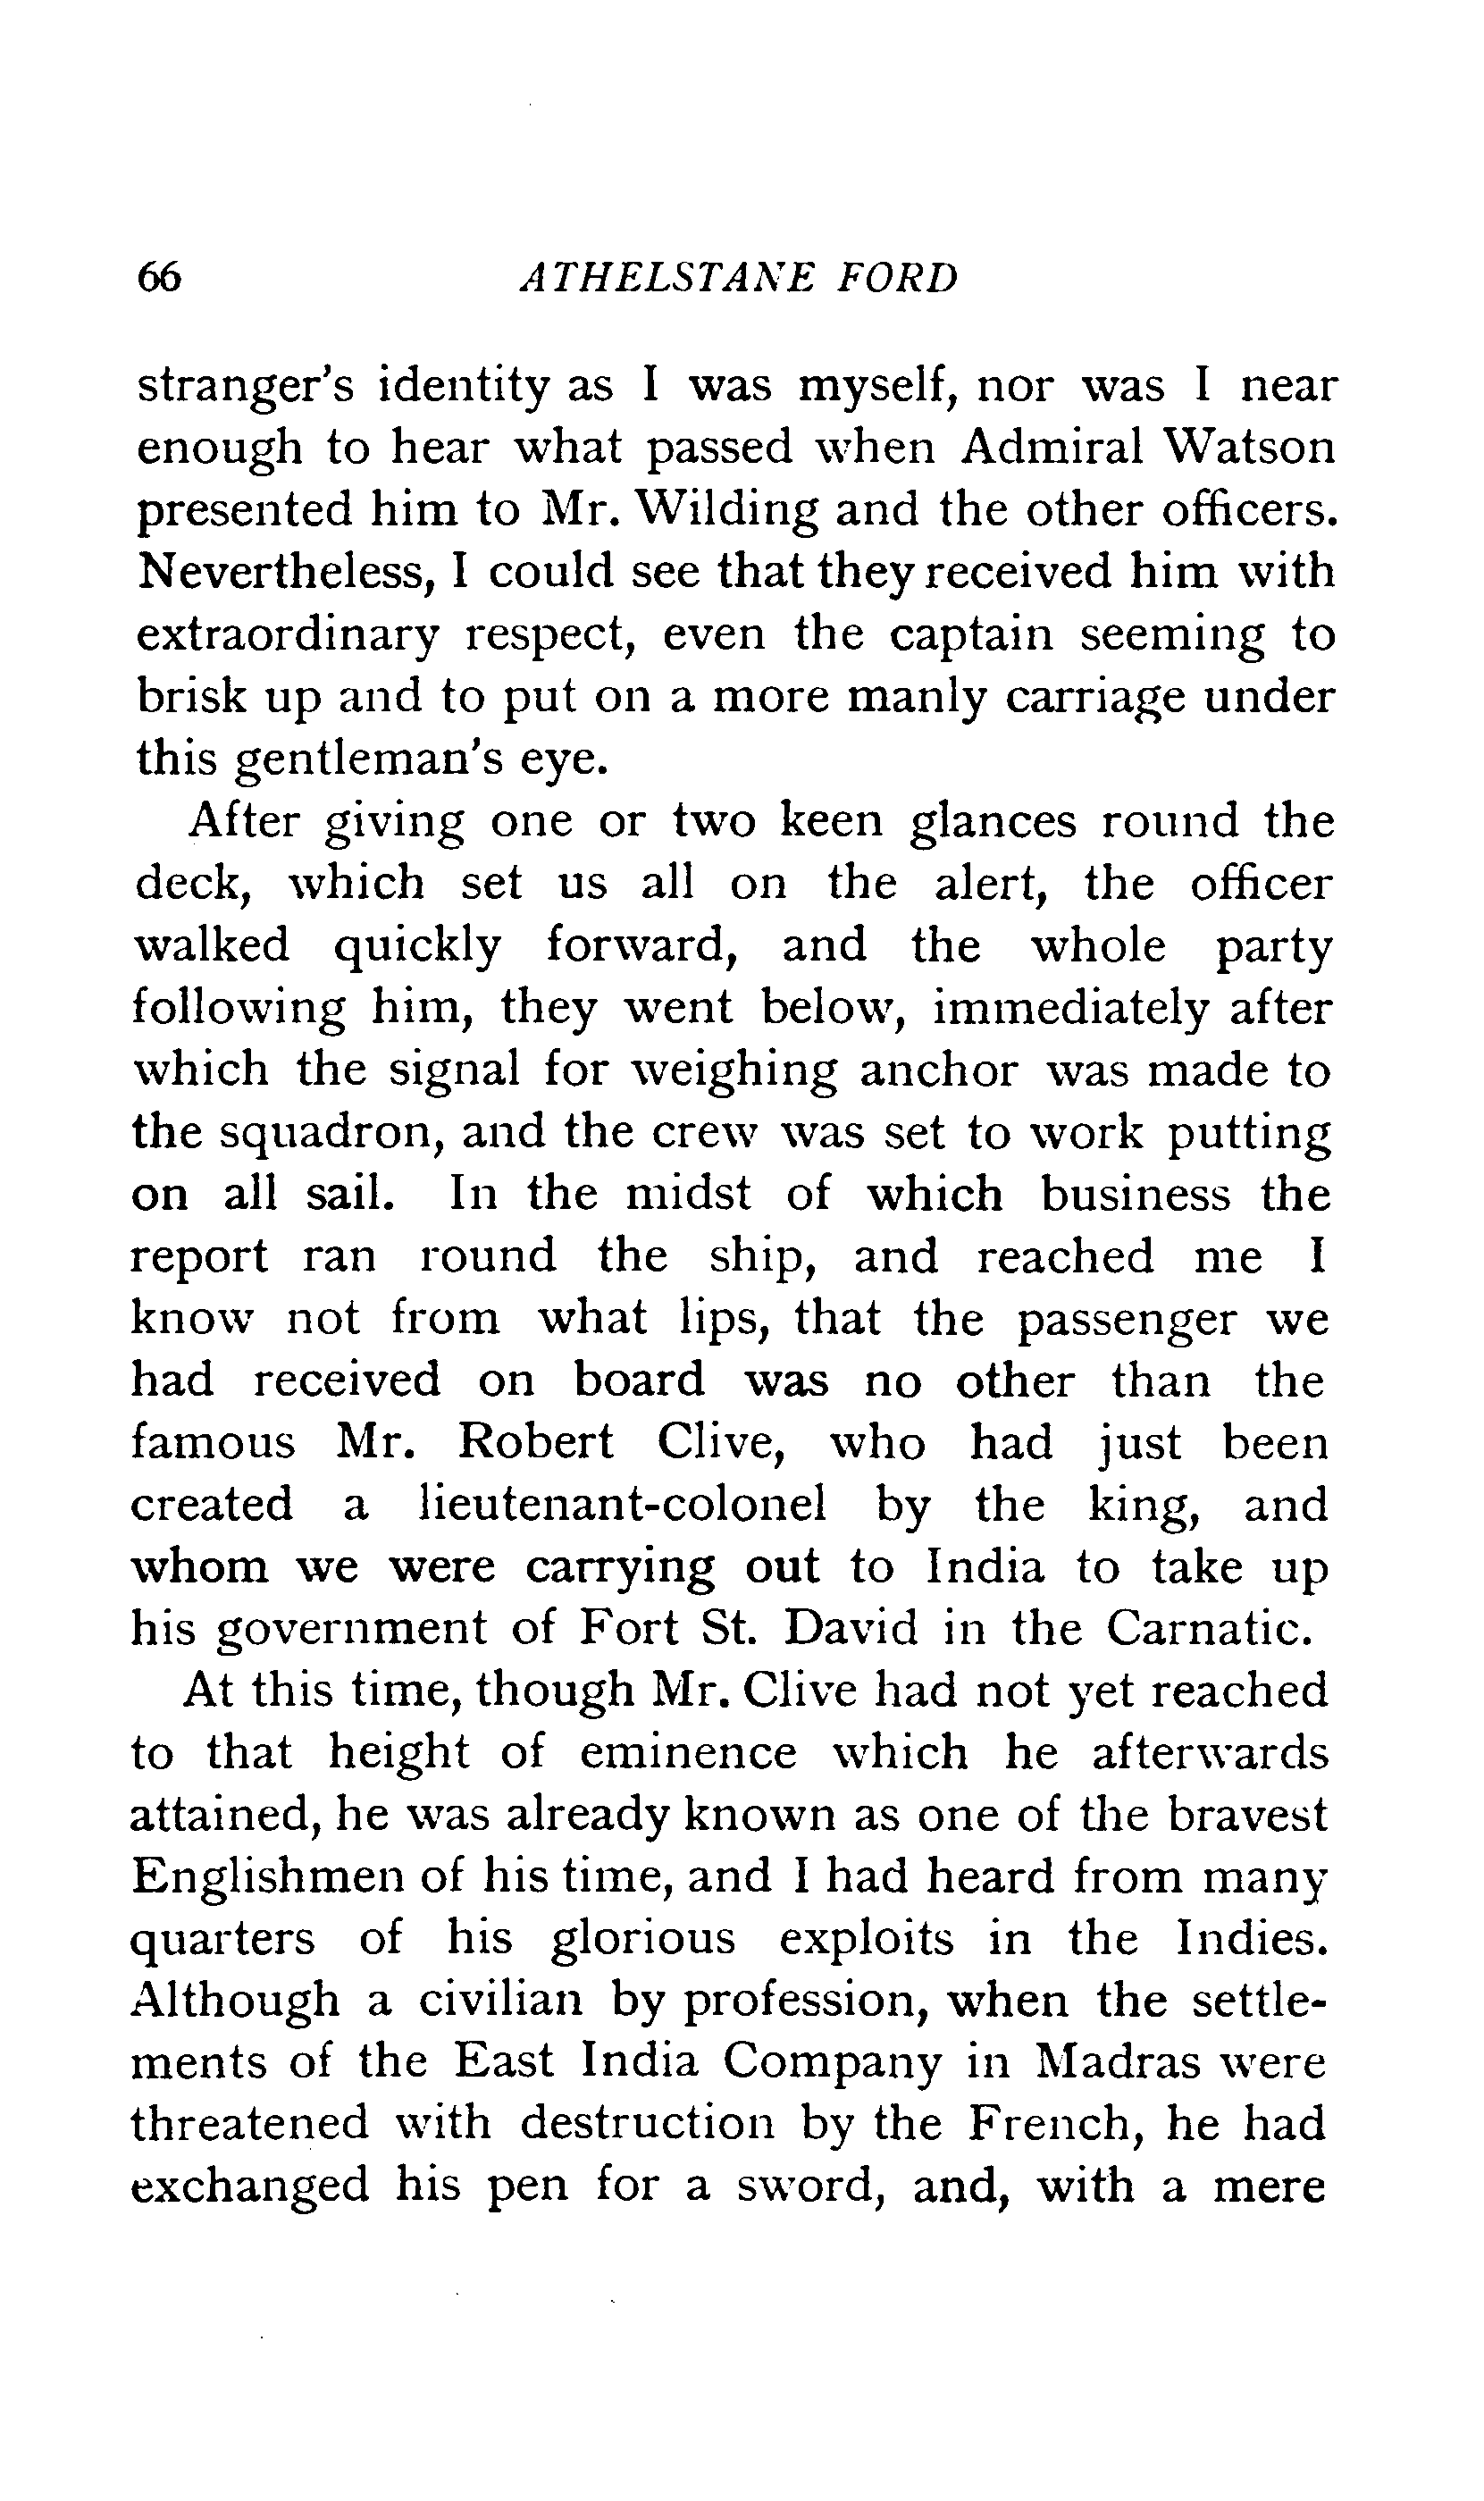 66 ATHELSTANE FORD
stranger's identity as I was myself, nor was I near
enough to hear what passed when Admiral Watson
presented him to Mr. Wilding and the other officers.
Nevertheless, I could see that they received him with
extraordinary respect, even the captain seeming to
brisk up and to put on a more manly carriage under
this gentleman's eye.
After giving one or two keen glances round the
deck, which set us all on the alert, the officer
walked quickly forward, and the whole party
following him, they went below, immediately after
which the signal for weighing anchor was made to
the squadron, and the crew was set to work putting
on all sail. In the midst of which business the
report ran round the ship, and reached me I
know not from what lips, that the passenger we
had received on board was no other than the
famous Mr. Robert Clive, who had just been
created a lieutenant-colonel by the king, and
whom we were carrying out to India to take up
his government of Fort St. David in the Carnatic.
At this time, though Mr. Clive had not yet reached
to that height of eminence which he afterwards
attained, he was already known as one of the bravest
Englishmen of his time, and I had heard from many
quarters of his glorious exploits in the Indies.
Although a civilian by profession, when the settle-
ments of the East India Company in Madras were
threatened with destruction by the French, he had
exchanged his pen for a sword, and, with a mere